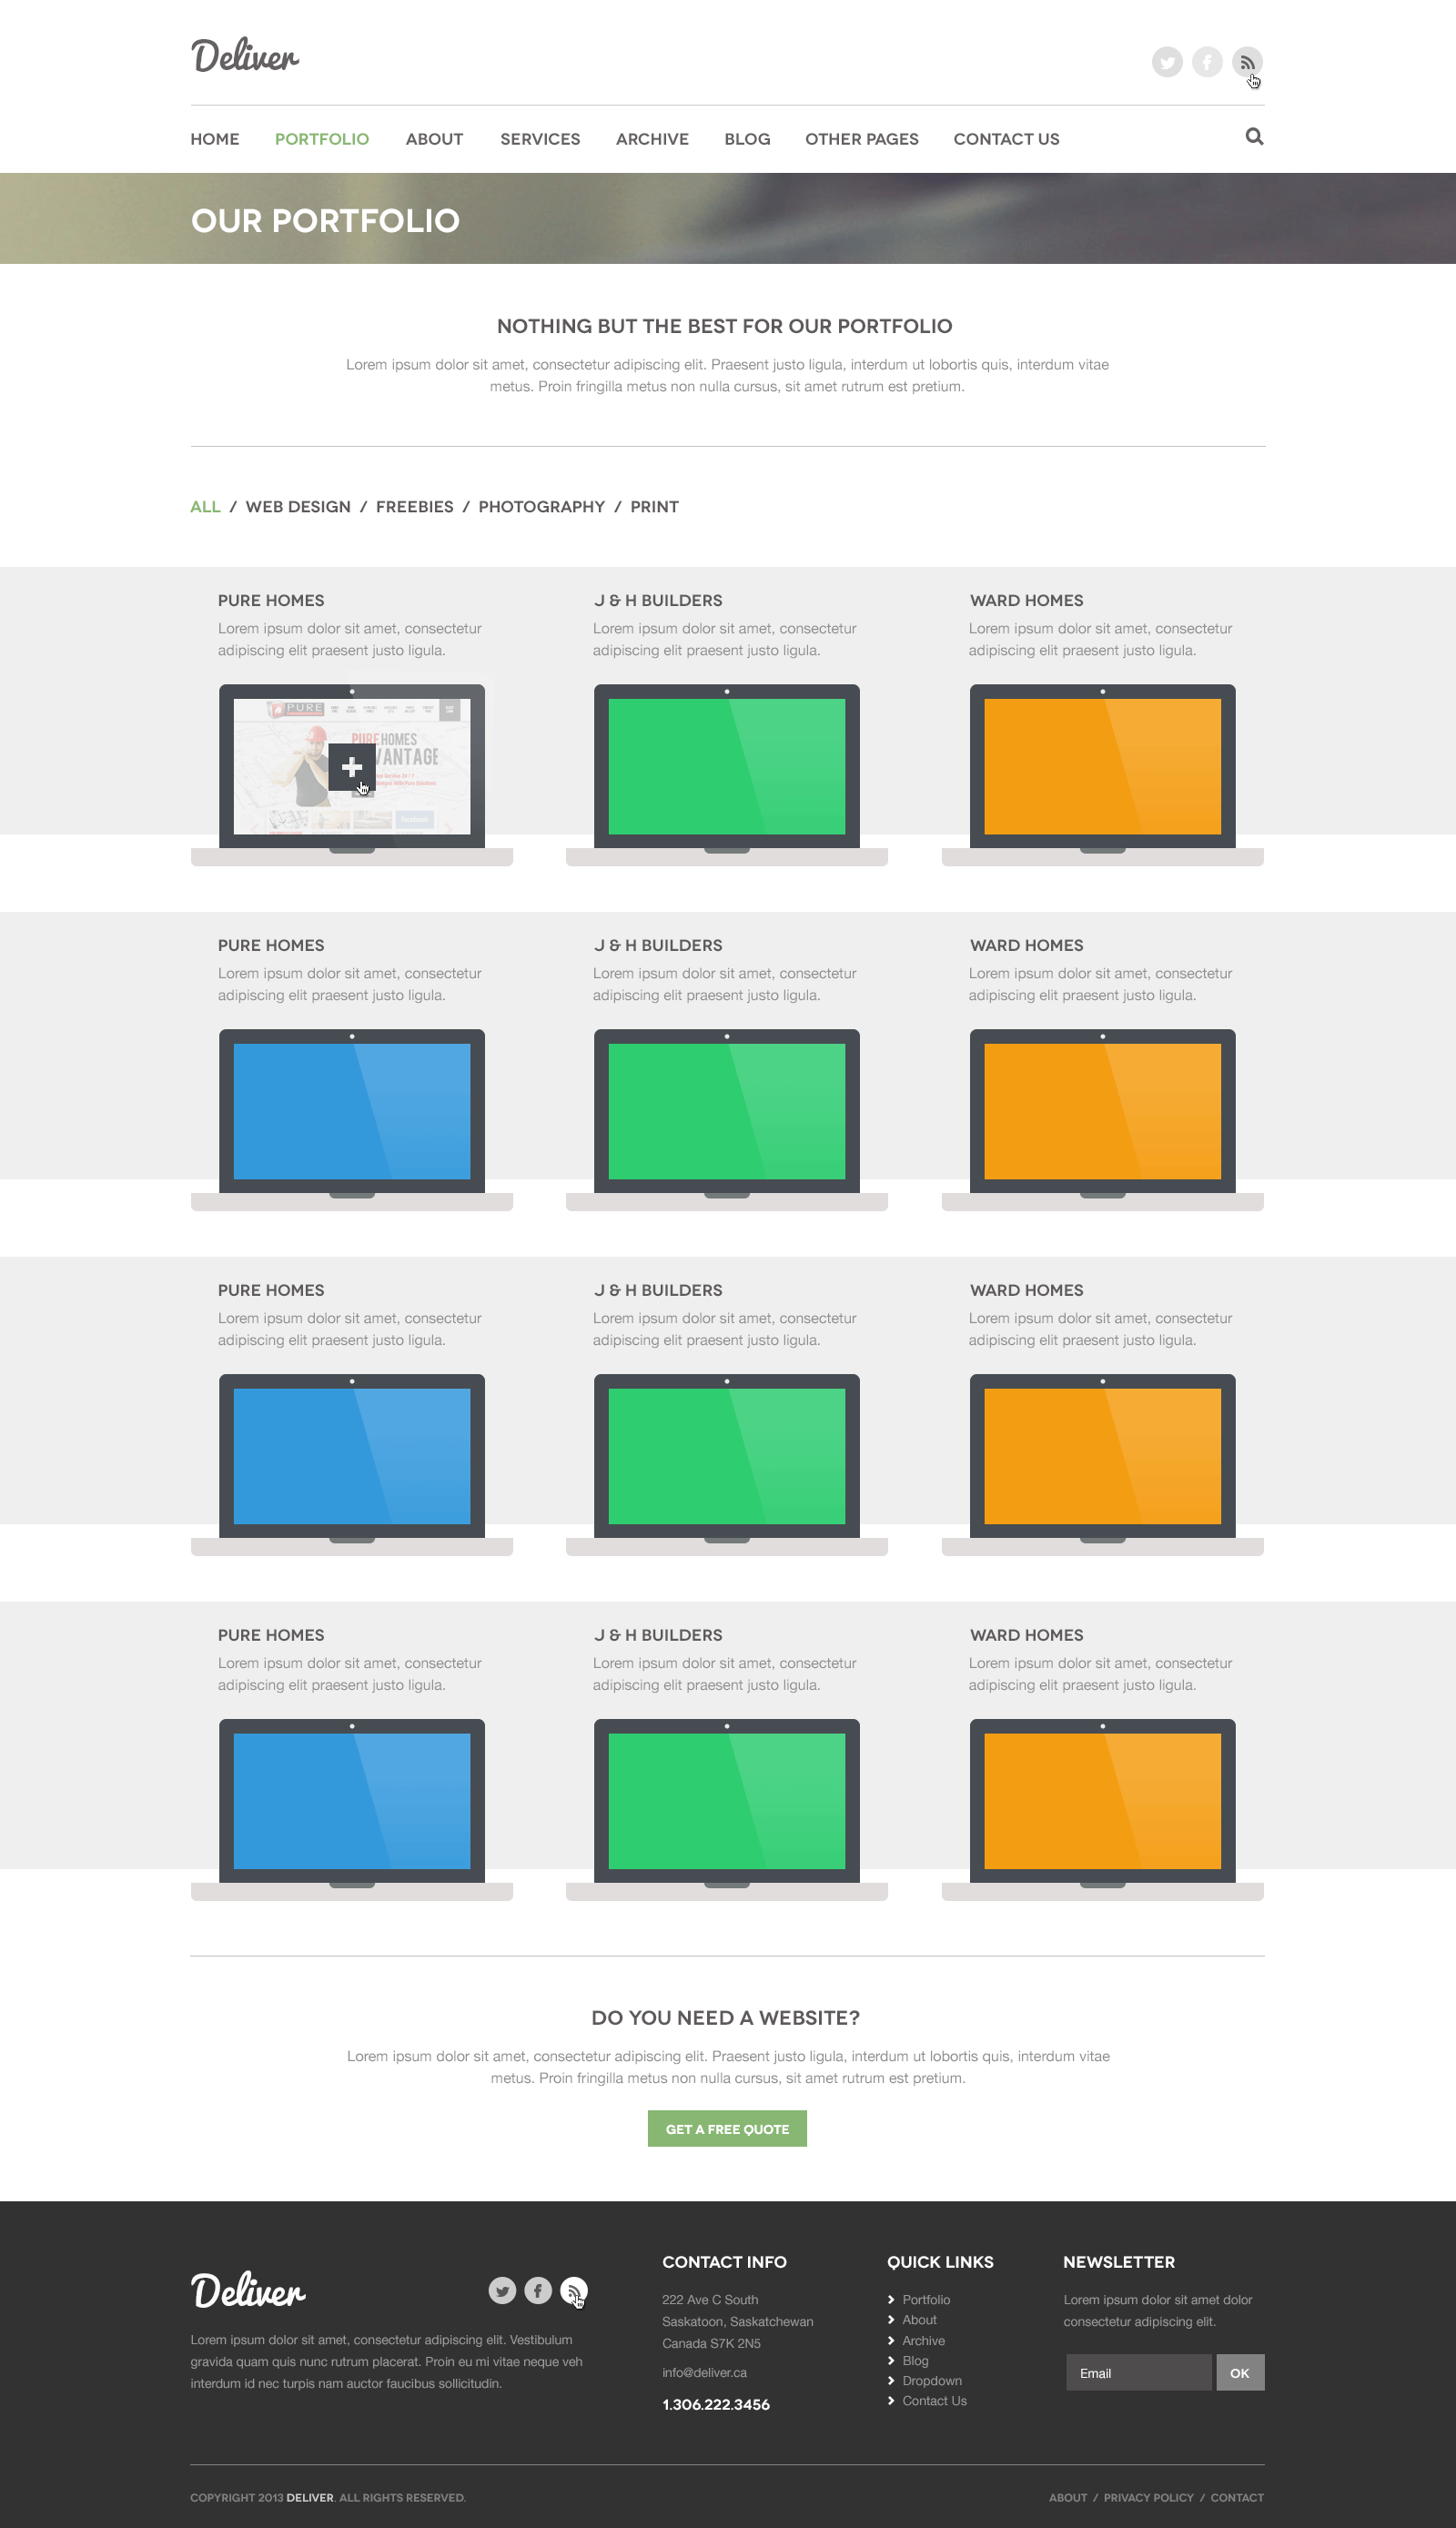 Deliver
HOME PORTFOLIO ABOUT SERVICES ARCHIVE BLOG OTHER PAGES CONTACT US
OUR PORTFOLIO
NOTHING BUT THE BEST FOR OUR PORTFOLIO
Lorem ipsum dolor sit amet, consectetur adipiscing elit. Praesent justo ligula, interdum ut lobortis quis, interdum vitae
metus. Proin fringilla metus non nulla cursus, sit amet rutrum est pretium.
ALL / WEB DESIGN / FREEBIES / PHOTOGRAPHY / PRINT
PURE HOMES
Lorem ipsum dolor sit amet, consectetur
adipiscing elit praesent justo ligula.
PURE
PURE HOMES
VANTAGE
J & H BUILDERS
Lorem ipsum dolor sit amet, consectetur
adipiscing elit praesent justo ligula.
WARD HOMES
Lorem ipsum dolor sit amet, consectetur
adipiscing elit praesent justo ligula.
PURE HOMES
Lorem ipsum dolor sit amet, consectetur
adipiscing elit praesent justo ligula.
J & H BUILDERS
Lorem ipsum dolor sit amet, consectetur
adipiscing elit praesent justo ligula.
WARD HOMES
Lorem ipsum dolor sit amet, consectetur
adipiscing elit praesent justo ligula.
PURE HOMES
Lorem ipsum dolor sit amet, consectetur
adipiscing elit praesent justo ligula.
J & H BUILDERS
Lorem ipsum dolor sit amet, consectetur
adipiscing elit praesent justo ligula.
WARD HOMES
Lorem ipsum dolor sit amet, consectetur
adipiscing elit praesent justo ligula.
PURE HOMES
Lorem ipsum dolor sit amet, consectetur
adipiscing elit praesent justo ligula.
J & H BUILDERS
Lorem ipsum dolor sit amet, consectetur
adipiscing elit praesent justo ligula.
WARD HOMES
Lorem ipsum dolor sit amet, consectetur
adipiscing elit praesent justo ligula.
DO YOU NEED A WEBSITE?
Lorem ipsum dolor sit amet, consectetur adipiscing elit. Praesent justo ligula, interdum ut lobortis quis, interdum vitae
metus. Proin fringilla metus non nulla cursus, sit amet rutrum est pretium.
GET A FREE QUOTE
Deliver
Lorem ipsum dolor sit amet, consectetur adipiscing elit. Vestibulum
gravida quam quis nunc rutrum placerat. Proin eu mi vitae neque veh
interdum id nec turpis nam auctor faucibus sollicitudin.
CONTACT INFO
222 Ave C South
Saskatoon, Saskatchewan
Canada S7K 2N5
info@deliver.ca
1.306.222.3456
QUICK LINKS
Portfolio
About
Archive
Blog
Dropdown
Contact Us
NEWSLETTER
Lorem ipsum dolor sit amet dolor
consectetur adipiscing elit.
Email OK
COPYRIGHT 2013 DELIVER. ALL RIGHTS RESERVED.
ABOUT / PRIVACY POLICY / CONTACT